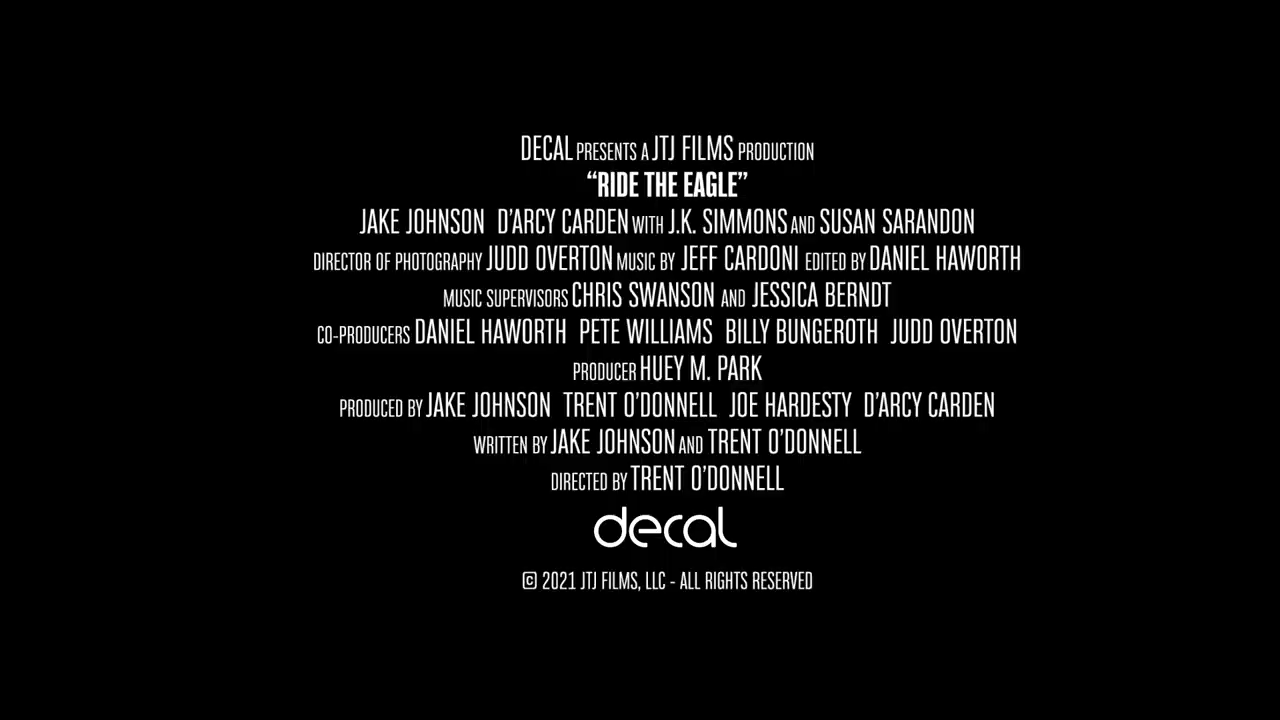 DECAL PRESENTS A JTJ FILMS PRODUCTION
“RIDE THE EAGLE”
JAKE JOHNSON D'ARCY CARDEN WITH J.K. SIMMONS AND SUSAN SARANDON
DIRECTOR OF PHOTOGRAPHY JUDD OVERTON MUSIC BY JEFF CARDONI EDITED BY DANIEL HAWORTH
MUSIC SUPERVISORS CHRIS SWANSON AND JESSICA BERNDT
CO-PRODUCERS DANIEL HAWORTH PETE WILLIAMS BILLY BUNGEROTH JUDD OVERTON
PRODUCER HUEY M. PARK
PRODUCED BY JAKE JOHNSON TRENT O'DONNELL JOE HARDESTY D'ARCY CARDEN
WRITTEN BY JAKE JOHNSON AND TRENT O'DONNELL
DIRECTED BY TRENT O'DONNELL
decal
© 2021 JTJ FILMS, LLC - ALL RIGHTS RESERVED